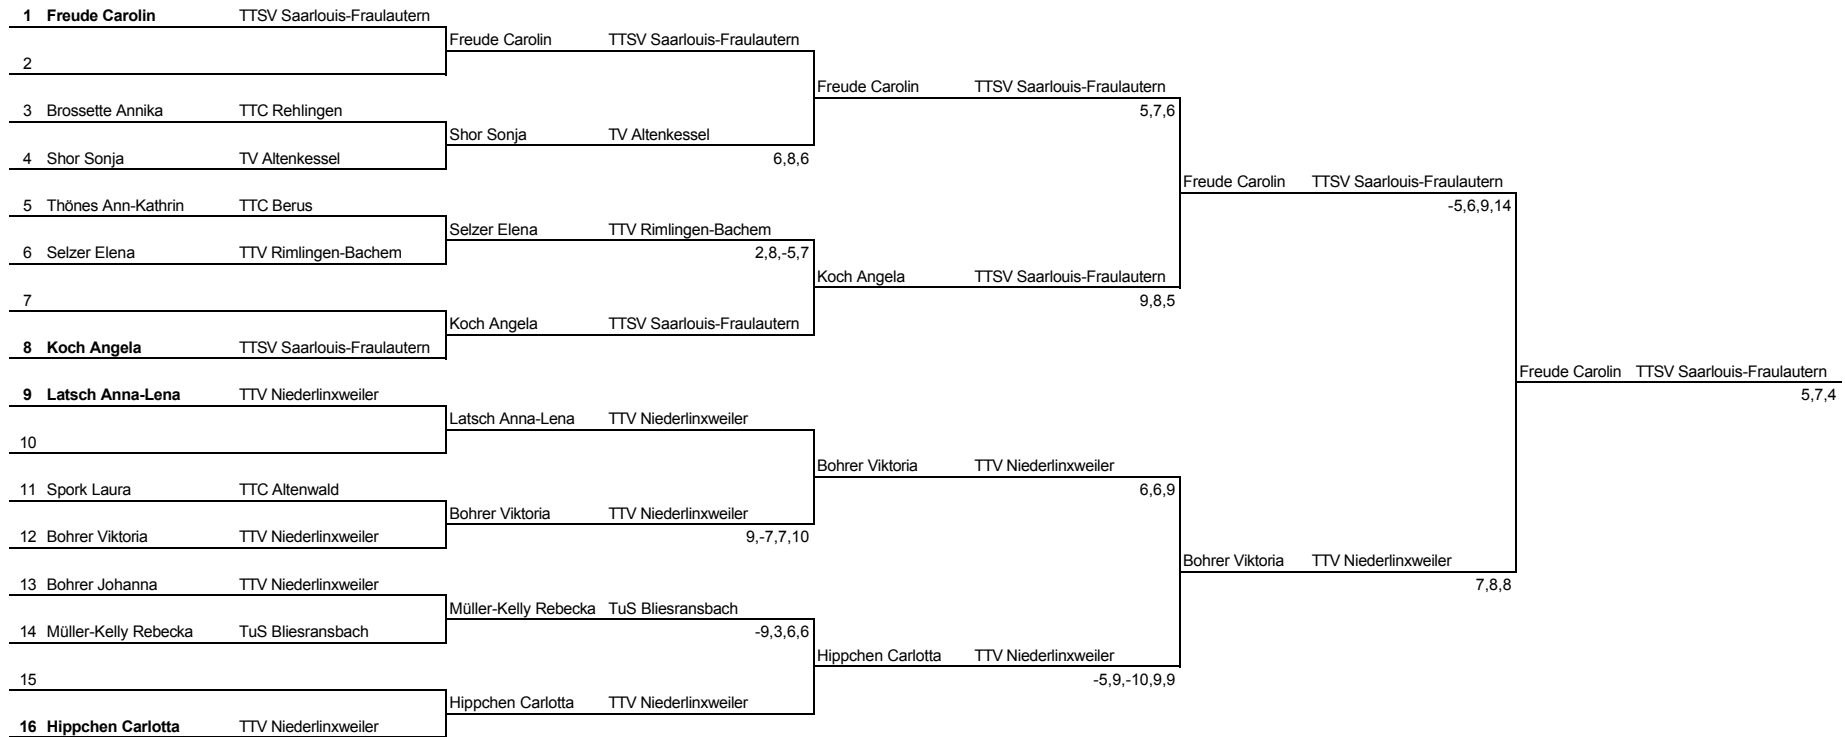 1 Freude Carolin TTSV Saarlouis-Fraulautern
Freude Carolin TTSV Saarlouis-Fraulautern
2
Freude Carolin TTSV Saarlouis-Fraulautern
3 Brossette Annika TTC Rehlingen 5,7,6
Shor Sonja TV Altenkessel
4 Shor Sonja TV Altenkessel 6,8,6
Freude Carolin TTSV Saarlouis-Fraulautern
5 Thönes Ann-Kathrin TTC Berus -5,6,9,14
Selzer Elena TTV Rimlingen-Bachem
6 Selzer Elena TTV Rimlingen-Bachem 2,8,-5,7
Koch Angela TTSV Saarlouis-Fraulautern
7 9,8,5
Koch Angela TTSV Saarlouis-Fraulautern
8 Koch Angela TTSV Saarlouis-Fraulautern
Freude Carolin TTSV Saarlouis-Fraulautern
9 Latsch Anna-Lena TTV Niederlinxweiler 5,7,4
Latsch Anna-Lena TTV Niederlinxweiler
10
Bohrer Viktoria TTV Niederlinxweiler
11 Spork Laura TTC Altenwald 6,6,9
Bohrer Viktoria TTV Niederlinxweiler
12 Bohrer Viktoria TTV Niederlinxweiler 9,-7,7,10
Bohrer Viktoria TTV Niederlinxweiler
13 Bohrer Johanna TTV Niederlinxweiler 7,8,8
Müller-Kelly Rebecka TuS Bliesransbach
14 Müller-Kelly Rebecka TuS Bliesransbach -9,3,6,6
Hippchen Carlotta TTV Niederlinxweiler
15 -5,9,-10,9,9
Hippchen Carlotta TTV Niederlinxweiler
16 Hippchen Carlotta TTV Niederlinxweiler